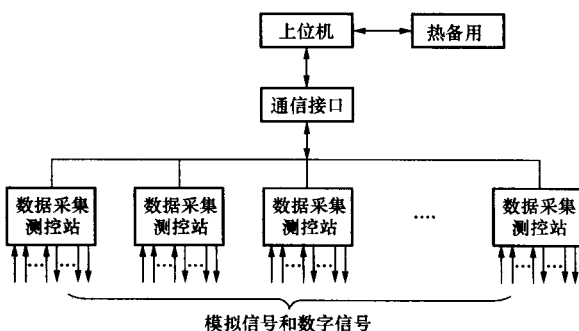 上位机
热备用
通信接口
数据采集
测控站
数据采集
测控站
数据采集
测控站
....
数据采集
测控站
模拟信号和数字信号